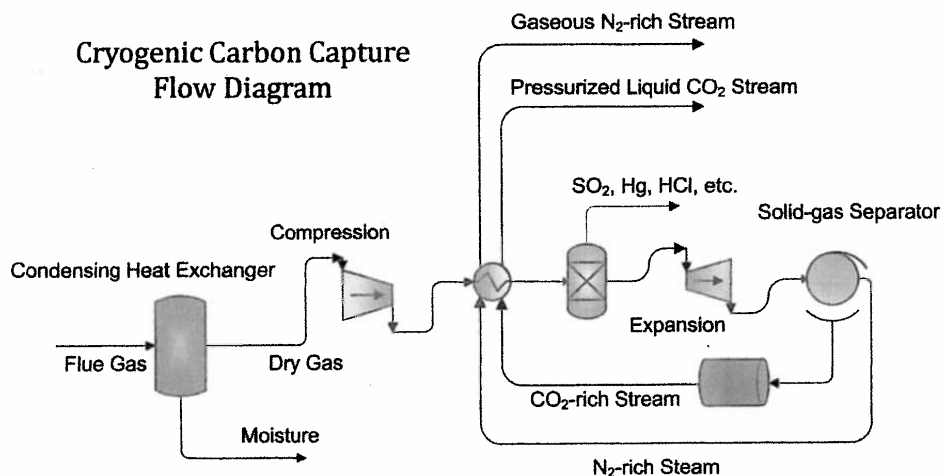 Cryogenic Carbon Capture
Flow Diagram
Gaseous N₂-rich Stream
Pressurized Liquid CO₂ Stream
SO₂, Hg, HCl, etc.
Solid-gas Separator
Compression
Condensing Heat Exchanger
Expansion
Flue Gas
Dry Gas
CO₂-rich Stream
Moisture
N₂-rich Steam